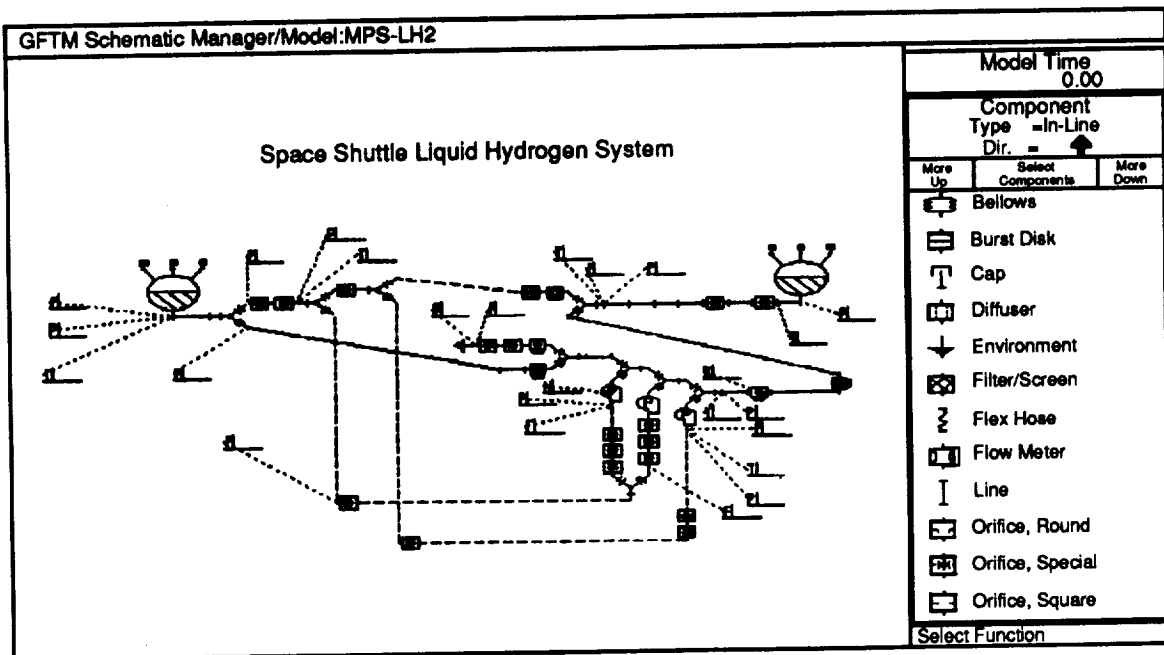 GFTM Schematic Manager/Model:MPS-LH2
Model Time
0.00
Component
Type =In-Line
Dir. =
More Up
Select Components
More Down
Space Shuttle Liquid Hydrogen System
Bellows
Burst Disk
Cap
Diffuser
Environment
Filter/Screen
Flex Hose
Flow Meter
Line
Orifice, Round
Orifice, Special
Orifice, Square
Select Function